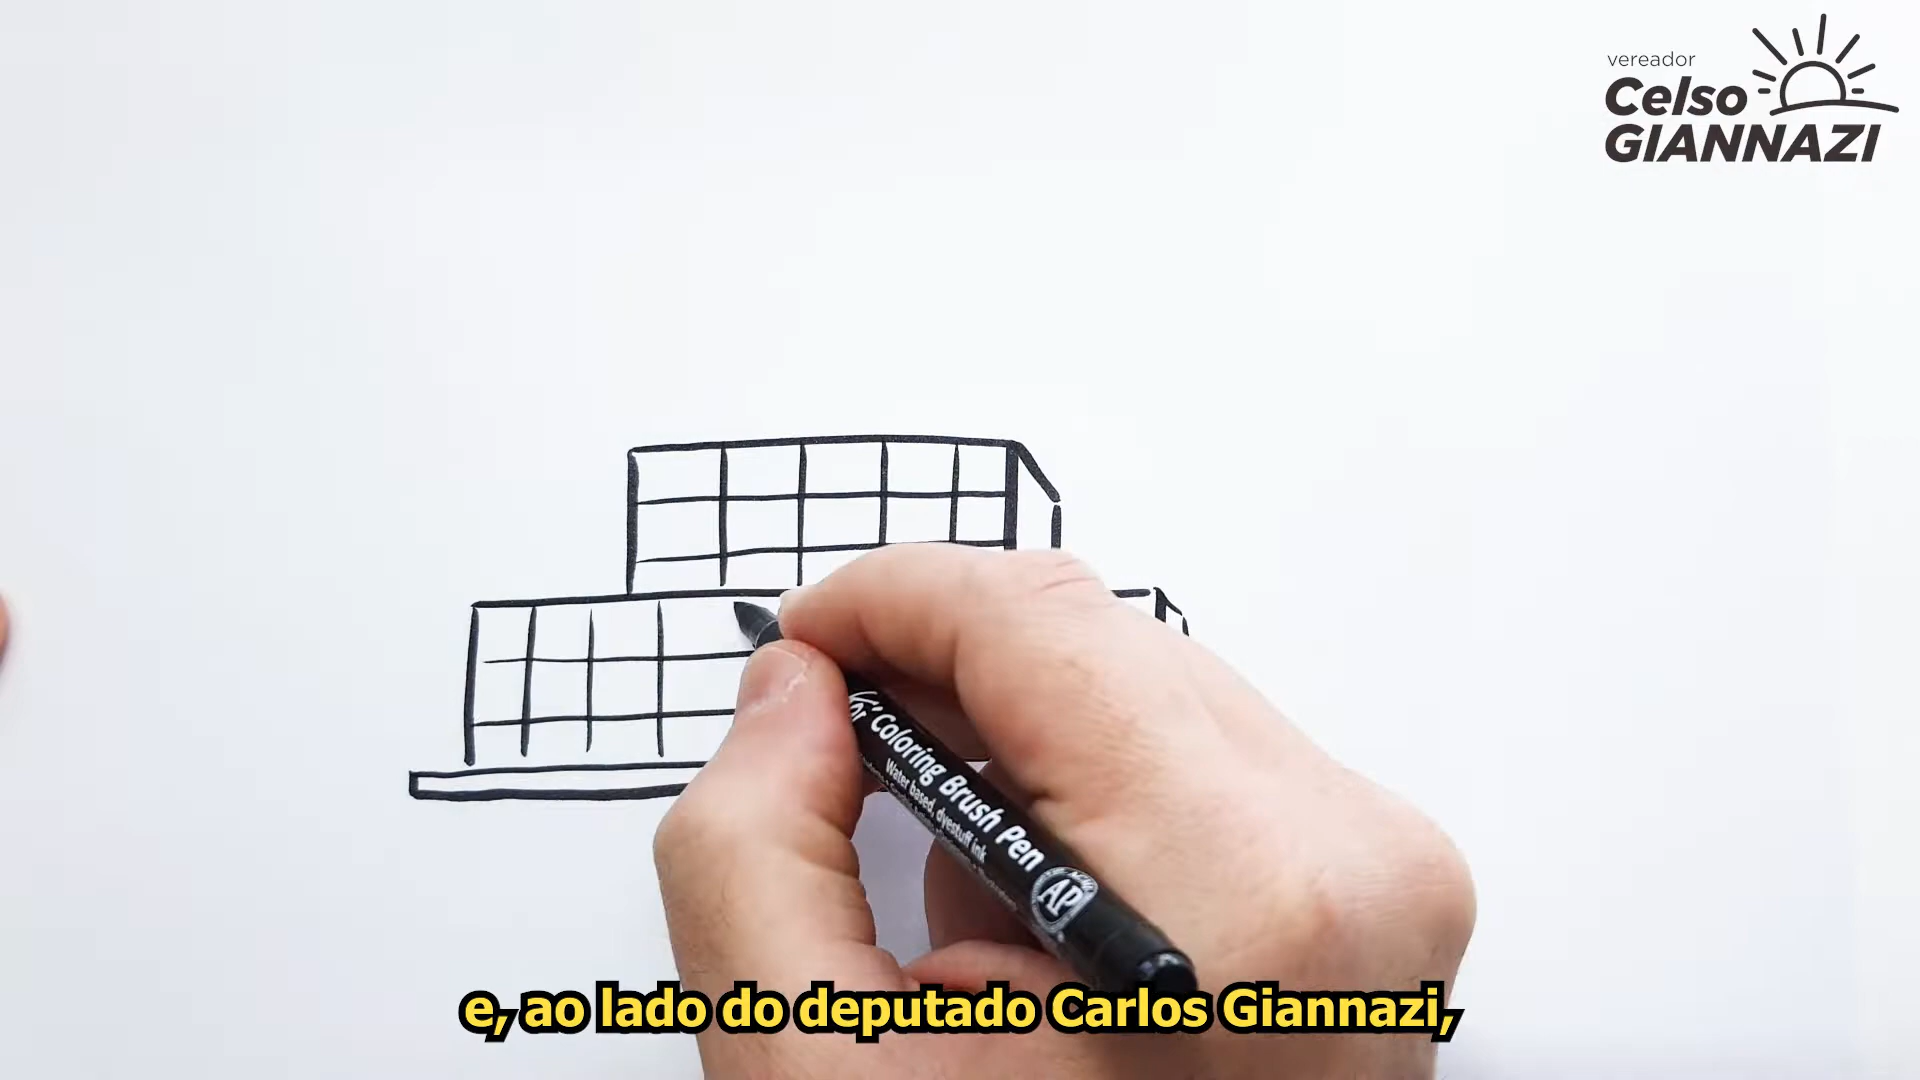 vereador
Celso
GIANNAZI
Coloring Brush Pen
Water based, dyestuff ink
AP
e, ao lado do deputado Carlos Giannazi,